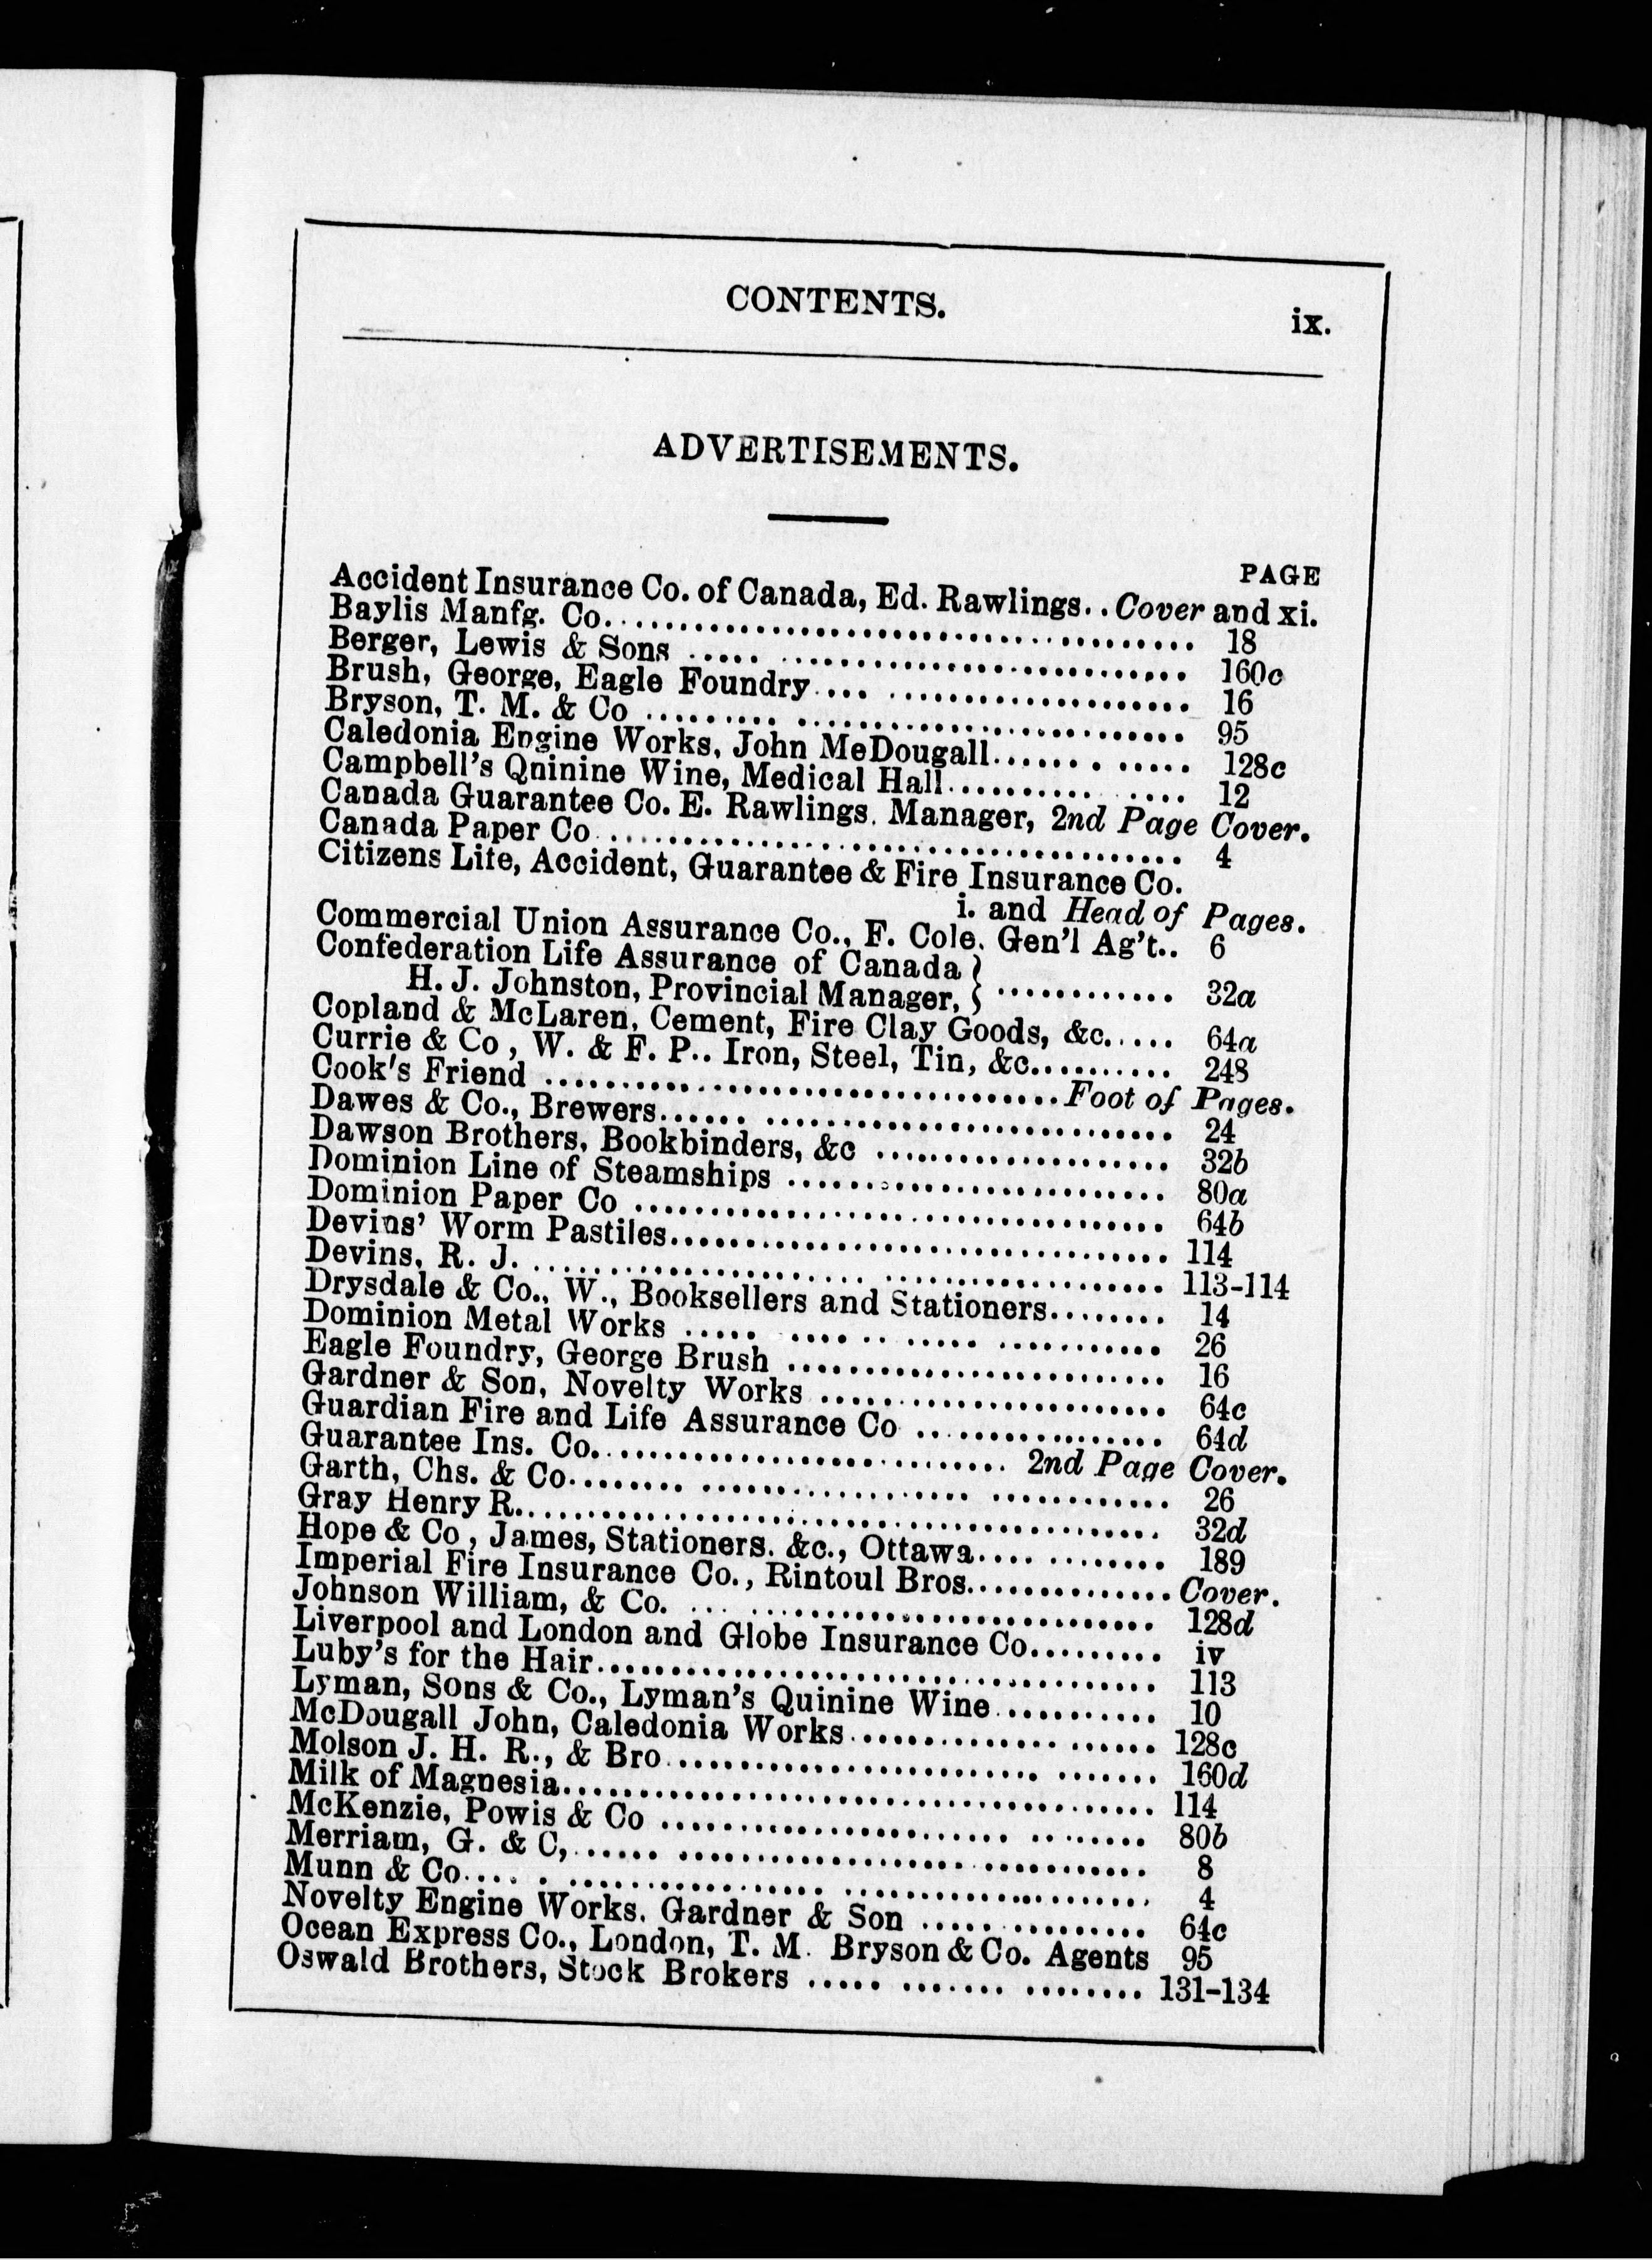 CONTENTS.
ix.
ADVERTISEMENTS.
PAGE
Accident Insurance Co. of Canada, Ed. Rawlings.. Cover and xi.
Baylis Manfg. Co. ........ 18
Berger, Lewis & Sons ........ 160c
Brush, George, Eagle Foundry ........ 16
Bryson, T. M. & Co ........ 95
Caledonia Engine Works, John McDougall ........ 128c
Campbell's Qninine Wine, Medical Hall ........ 12
Canada Guarantee Co. E. Rawlings. Manager, 2nd Page Cover.
Canada Paper Co ........ 4
Citizens Life, Accident, Guarantee & Fire Insurance Co.
i. and Head of Pages.
Commercial Union Assurance Co., F. Cole. Gen'l Ag't.. 6
Confederation Life Assurance of Canada }
H. J. Johnston, Provincial Manager, } ........ 32a
Copland & McLaren, Cement, Fire Clay Goods, &c. .... 64a
Currie & Co, W. & F. P.. Iron, Steel, Tin, &c. ........ 248
Cook's Friend ........ Foot of Pages.
Dawes & Co., Brewers ........ 24
Dawson Brothers, Bookbinders, &c ........ 32b
Dominion Line of Steamships ........ 80a
Dominion Paper Co ........ 64b
Devins' Worm Pastiles ........ 114
Devins, R. J. ........ 113-114
Drysdale & Co., W., Booksellers and Stationers ........ 14
Dominion Metal Works ........ 26
Eagle Foundry, George Brush ........ 16
Gardner & Son, Novelty Works ........ 64c
Guardian Fire and Life Assurance Co ........ 64d
Guarantee Ins. Co. ........ 2nd Page Cover.
Garth, Chs. & Co ........ 26
Gray Henry R. ........ 32d
Hope & Co, James, Stationers. &c., Ottawa ........ 189
Imperial Fire Insurance Co., Rintoul Bros. ........ Cover.
Johnson William, & Co. ........ 128d
Liverpool and London and Globe Insurance Co. ........ iv
Luby's for the Hair ........ 113
Lyman, Sons & Co., Lyman's Quinine Wine ........ 10
McDougall John, Caledonia Works ........ 128c
Molson J. H. R., & Bro ........ 160d
Milk of Magnesia ........ 114
McKenzie, Powis & Co ........ 80b
Merriam, G. & C, ........ 8
Munn & Co ........ 4
Novelty Engine Works. Gardner & Son ........ 64c
Ocean Express Co., London, T. M. Bryson & Co. Agents 95
Oswald Brothers, Stock Brokers ........ 131-134